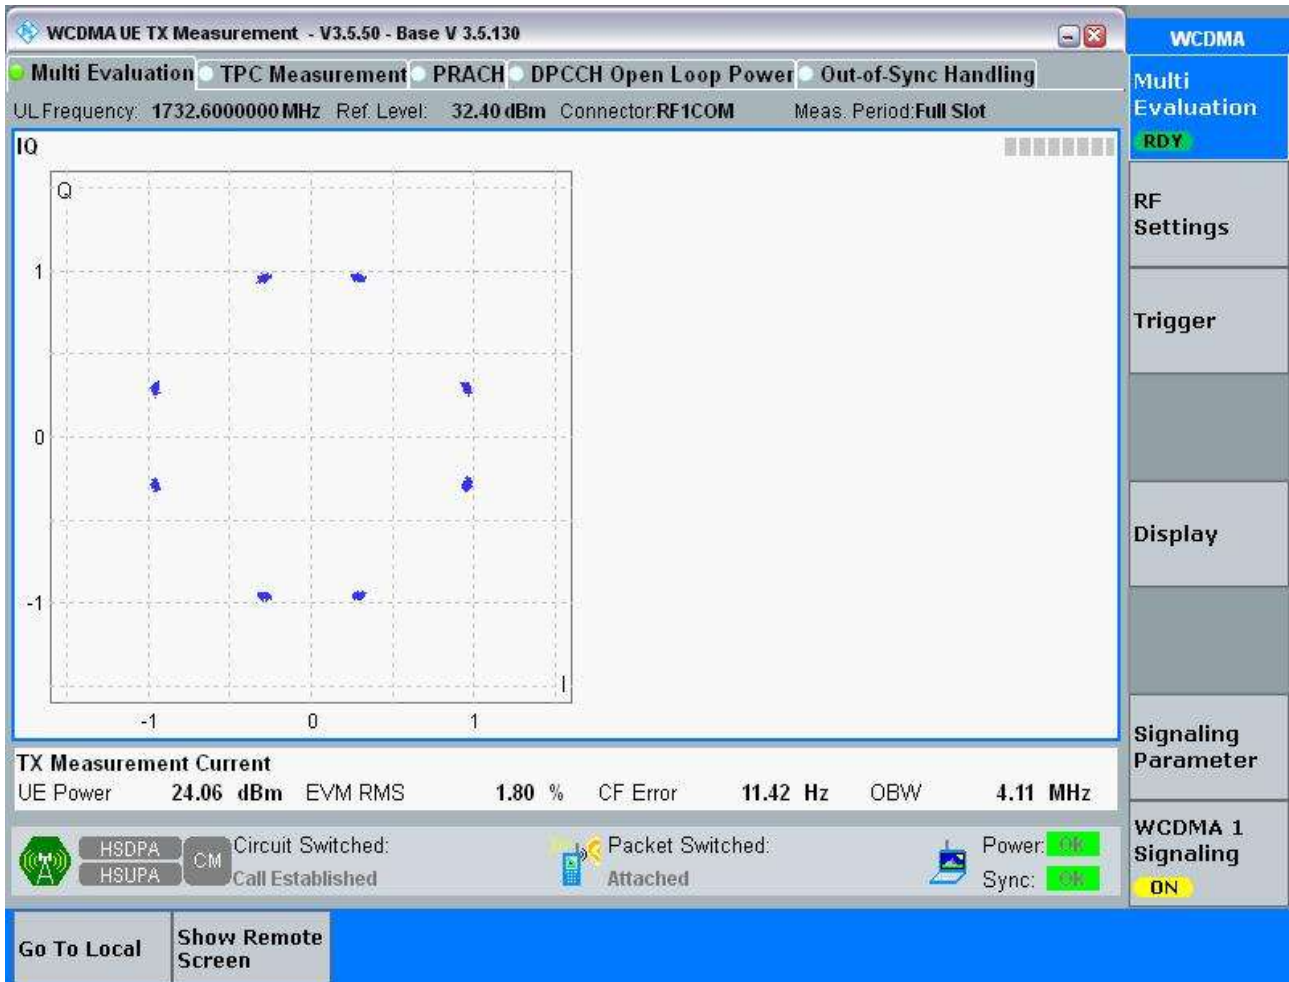 WCDMA UE TX Measurement - V3.5.50 - Base V 3.5.130
WCDMA
Multi Evaluation TPC Measurement PRACH DPCCH Open Loop Power Out-of-Sync Handling
UL Frequency: 1732.6000000 MHz Ref. Level: 32.40 dBm Connector:RF1COM Meas. Period:Full Slot
Multi
Evaluation
RDY
IQ
Q
1
0
-1
I
-1 0 1
RF
Settings
Trigger
Display
Signaling
Parameter
WCDMA 1
Signaling
ON
TX Measurement Current
UE Power 24.06 dBm EVM RMS 1.80 % CF Error 11.42 Hz OBW 4.11 MHz
HSDPA
HSUPA
CM
Circuit Switched:
Call Established
Packet Switched:
Attached
Power: OK
Sync: OK
Go To Local
Show Remote
Screen